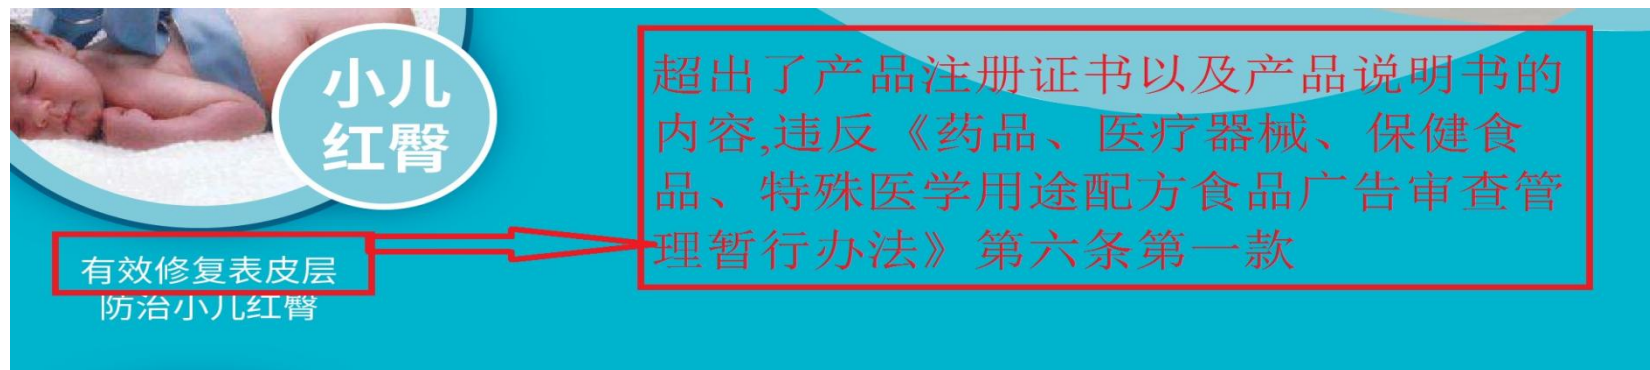 小儿
红臀
有效修复表皮层
防治小儿红臀
超出了产品注册证书以及产品说明书的
内容,违反《药品、医疗器械、保健食
品、特殊医学用途配方食品广告审查管
理暂行办法》第六条第一款